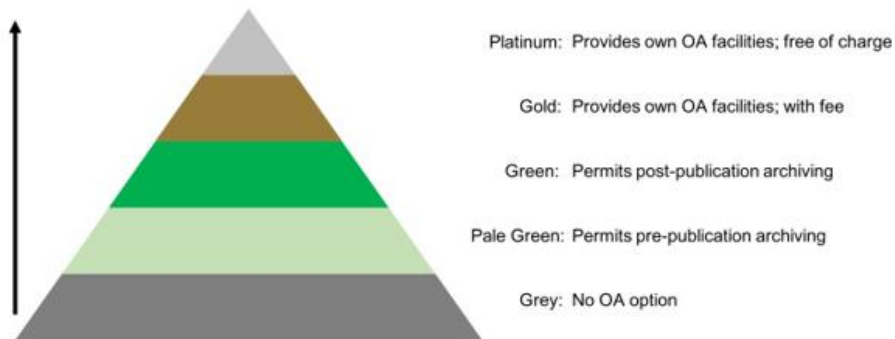 Platinum: Provides own OA facilities; free of charge
Gold: Provides own OA facilities; with fee
Green: Permits post-publication archiving
Pale Green: Permits pre-publication archiving
Grey: No OA option